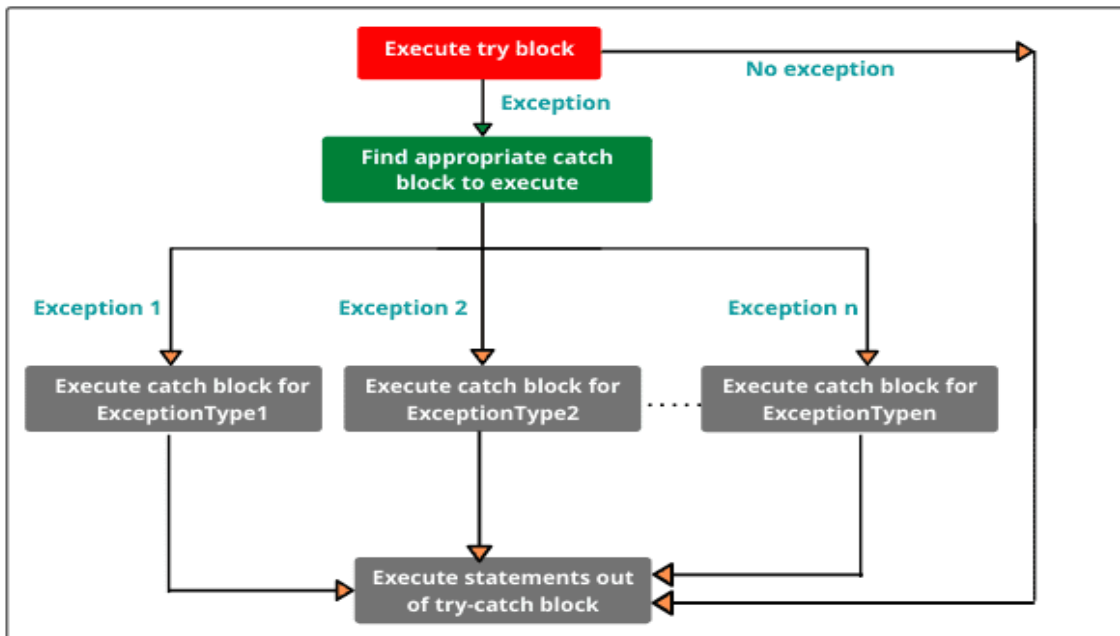 Execute try block
No exception
Exception
Find appropriate catch
block to execute
Exception 1
Exception 2
Exception n
Execute catch block for
ExceptionType1
Execute catch block for
ExceptionType2
Execute catch block for
ExceptionTypen
Execute statements out
of try-catch block